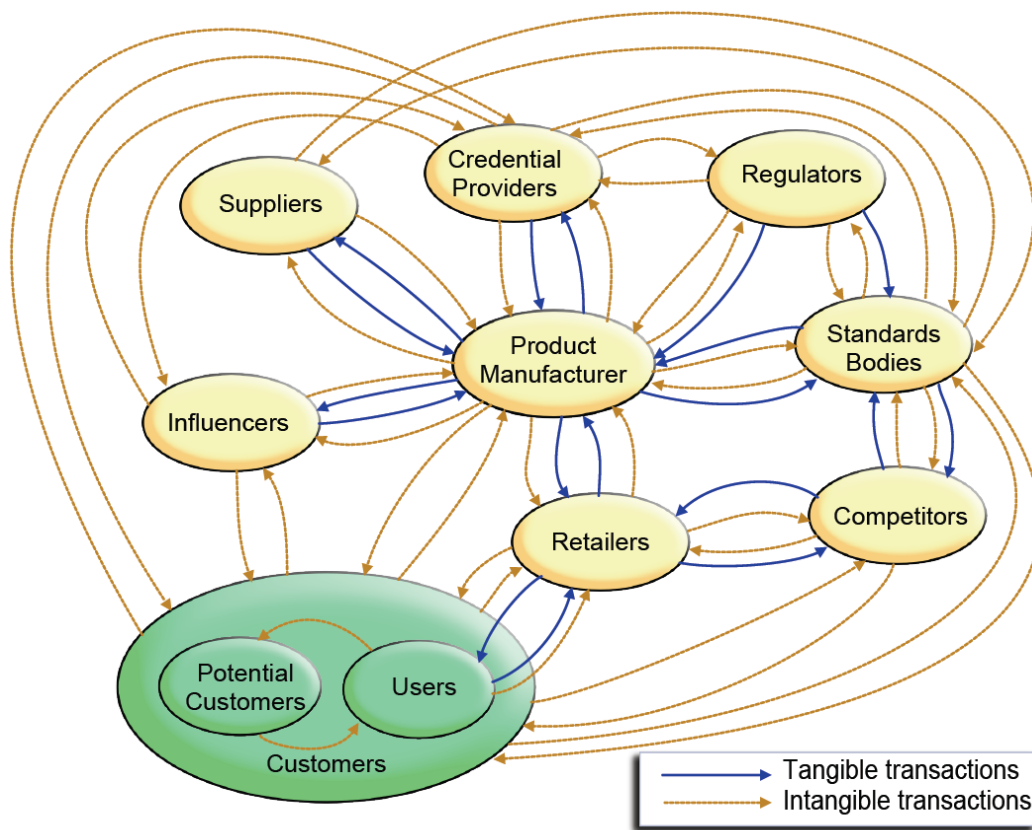 Credential
Providers
Regulators
Suppliers
Product
Manufacturer
Standards
Bodies
Influencers
Retailers
Competitors
Potential
Customers
Users
Customers
Tangible transactions
Intangible transactions